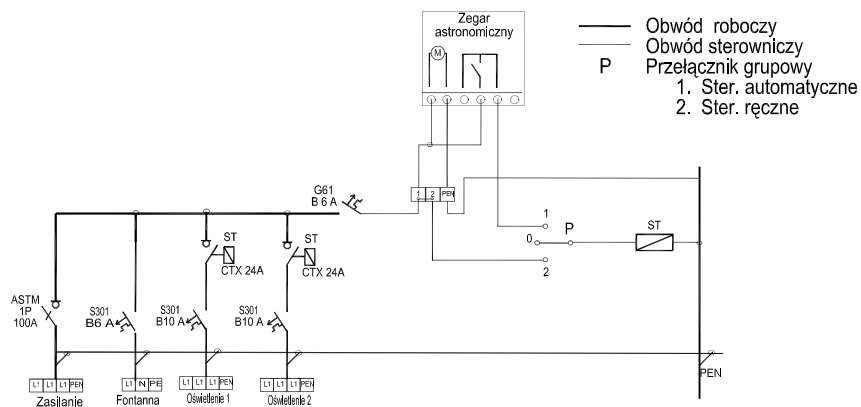 Zegar
astronomiczny
M
Obwód roboczy
Obwód sterowniczy
P Przełącznik grupowy
1. Ster. automatyczne
2. Ster. ręczne
G61
B 6 A
1 2 PEN
1
0
P
2
ST
ST
CTX 24A
ST
CTX 24A
ASTM
1P
100A
S301
B6 A
S301
B10 A
S301
B10 A
PEN
L1 L1 L1 PEN
Zasilanie
L1 N PE
Fontanna
L1 L1 L1 PEN
Oświetlenie 1
L1 L1 L1 PEN
Oświetlenie 2